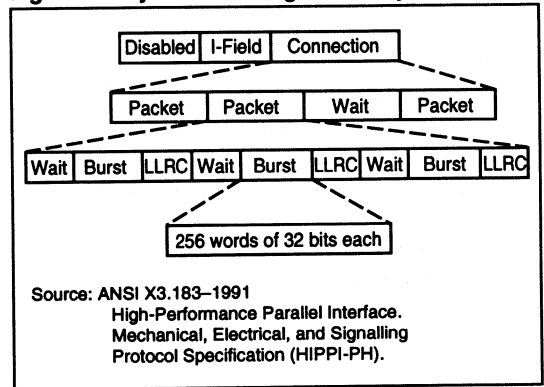 Disabled I-Field Connection
Packet Packet Wait Packet
Wait Burst LLRC Wait Burst LLRC Wait Burst LLRC
256 words of 32 bits each
Source: ANSI X3.183–1991
High-Performance Parallel Interface.
Mechanical, Electrical, and Signalling
Protocol Specification (HIPPI-PH).